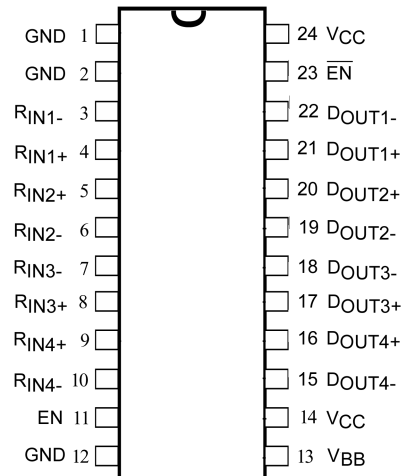 GND 1 24 VCC
GND 2 23 E̅N̅
RIN1- 3 22 DOUT1-
RIN1+ 4 21 DOUT1+
RIN2+ 5 20 DOUT2+
RIN2- 6 19 DOUT2-
RIN3- 7 18 DOUT3-
RIN3+ 8 17 DOUT3+
RIN4+ 9 16 DOUT4+
RIN4- 10 15 DOUT4-
EN 11 14 VCC
GND 12 13 VBB